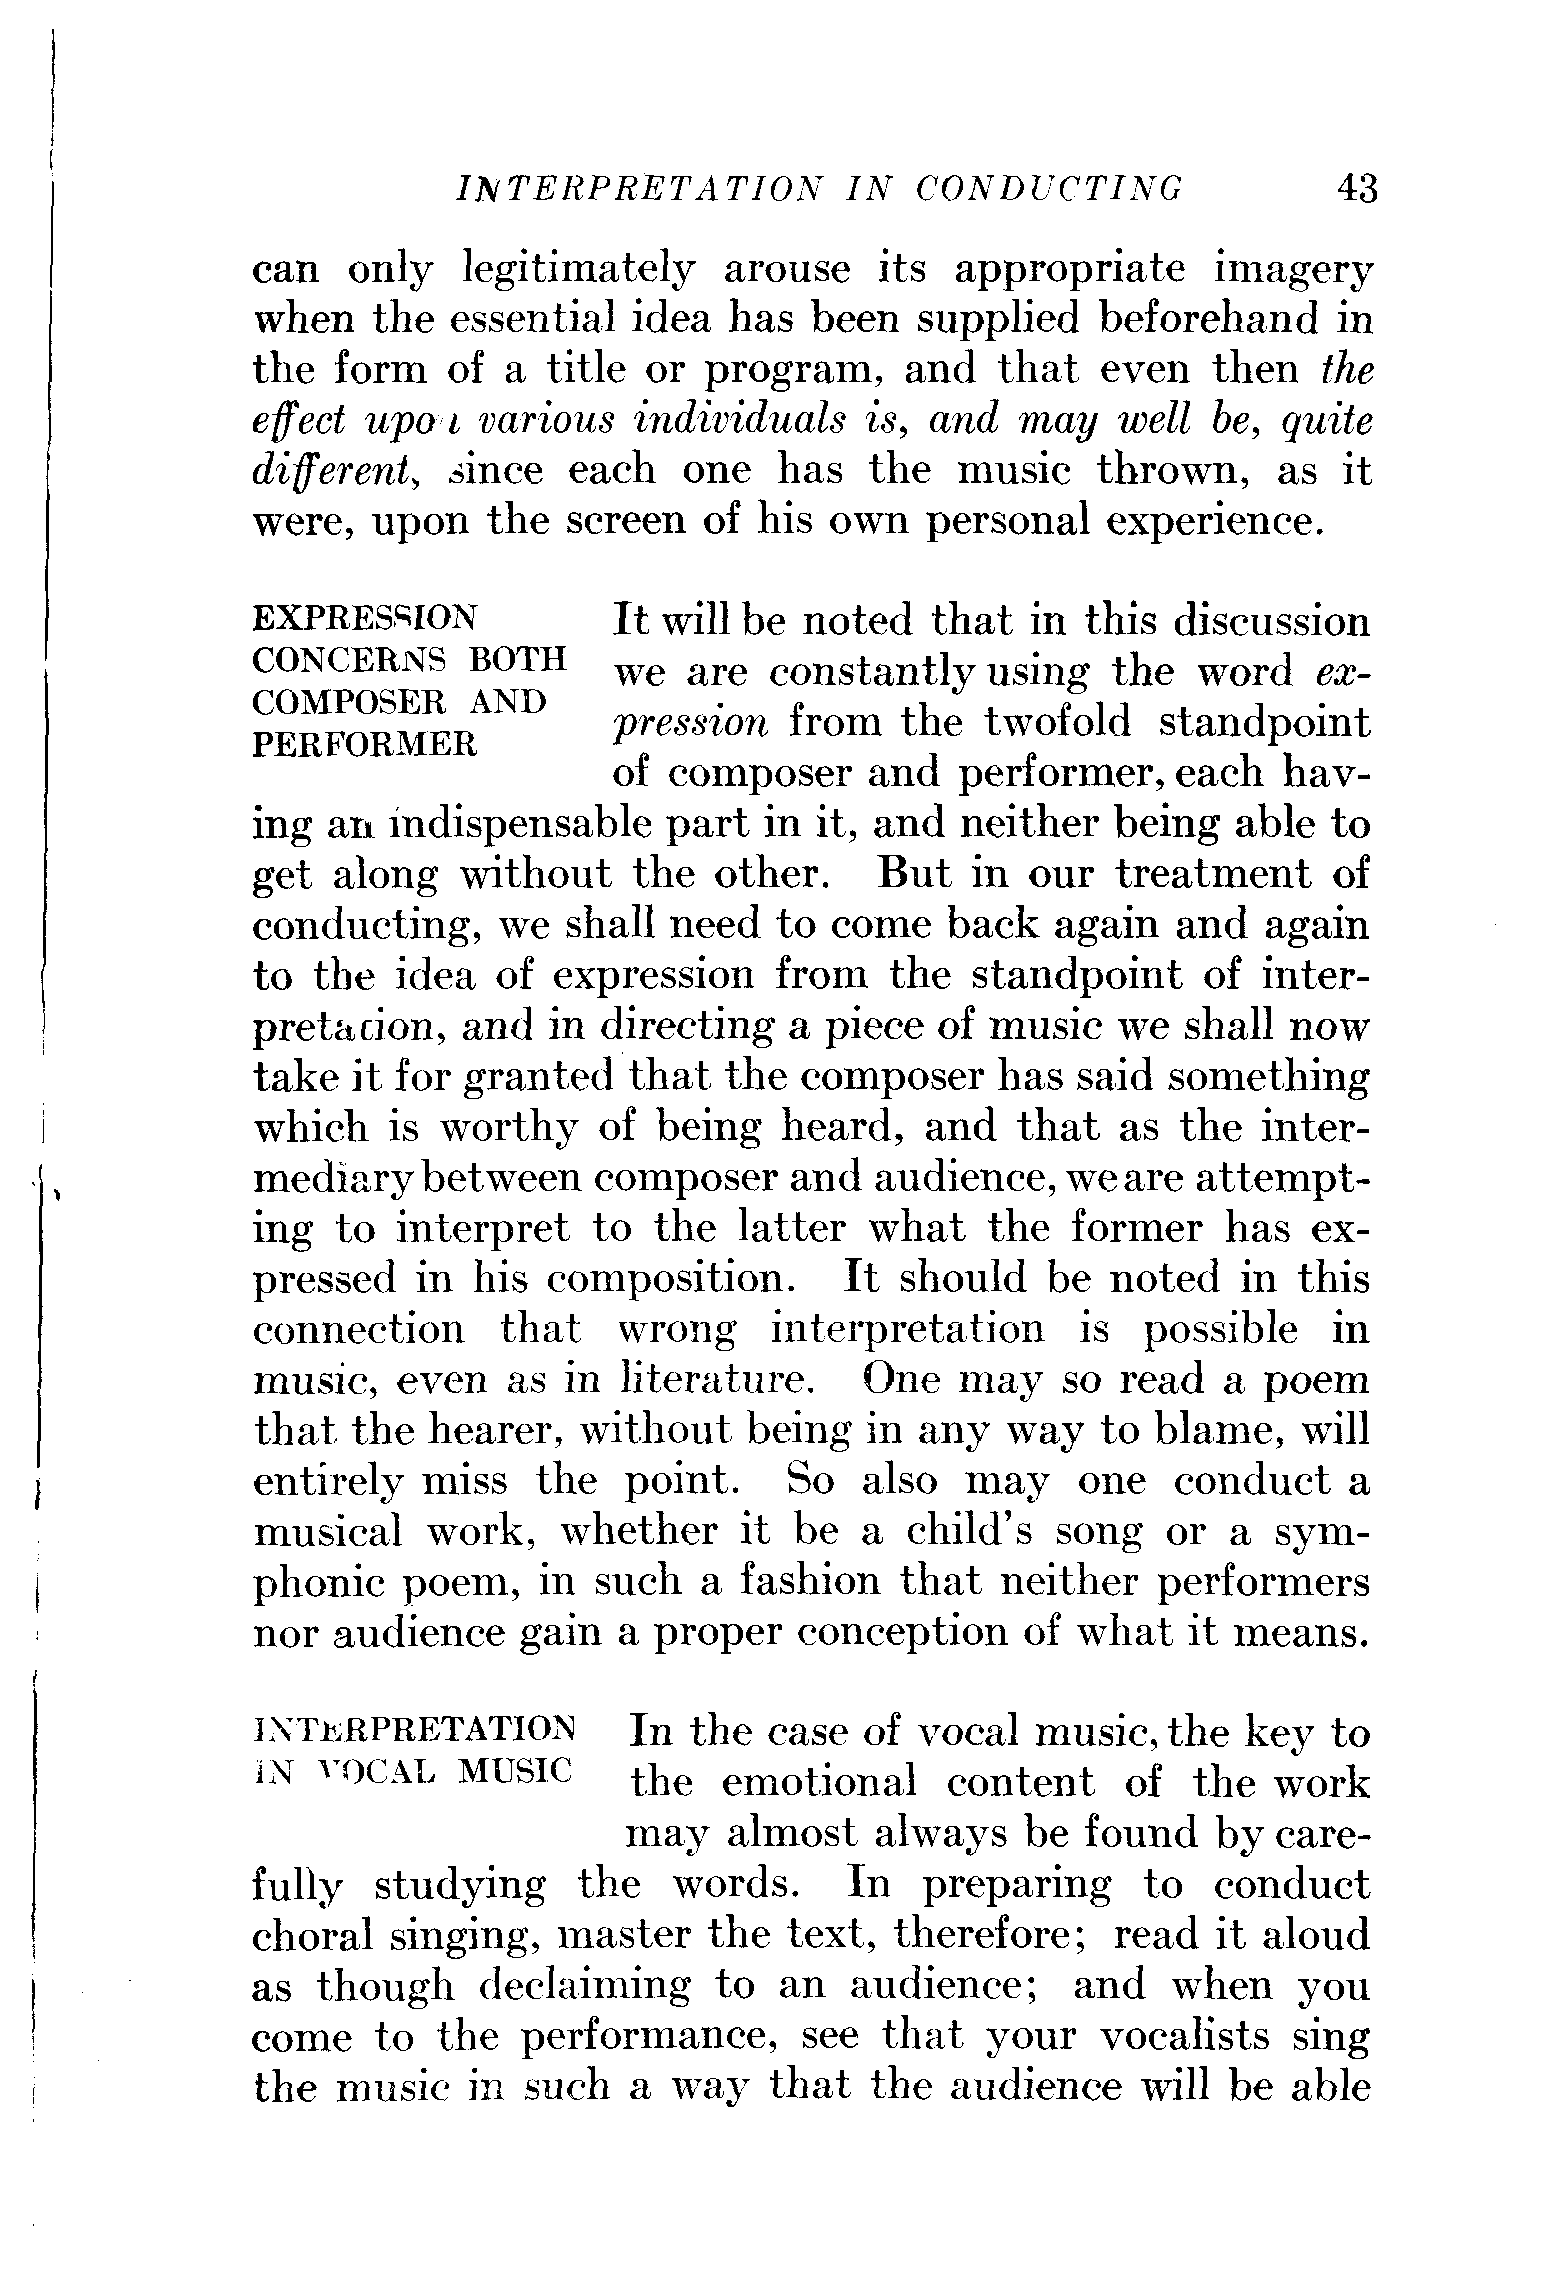 INTERPRETATION IN CONDUCTING 43
can only legitimately arouse its appropriate imagery
when the essential idea has been supplied beforehand in
the form of a title or program, and that even then the
effect upon various individuals is, and may well be, quite
different, since each one has the music thrown, as it
were, upon the screen of his own personal experience.
EXPRESSION
CONCERNS BOTH
COMPOSER AND
PERFORMER
It will be noted that in this discussion
we are constantly using the word ex-
pression from the twofold standpoint
of composer and performer, each hav-
ing an indispensable part in it, and neither being able to
get along without the other. But in our treatment of
conducting, we shall need to come back again and again
to the idea of expression from the standpoint of inter-
pretation, and in directing a piece of music we shall now
take it for granted that the composer has said something
which is worthy of being heard, and that as the inter-
mediary between composer and audience, we are attempt-
ing to interpret to the latter what the former has ex-
pressed in his composition. It should be noted in this
connection that wrong interpretation is possible in
music, even as in literature. One may so read a poem
that the hearer, without being in any way to blame, will
entirely miss the point. So also may one conduct a
musical work, whether it be a child's song or a sym-
phonic poem, in such a fashion that neither performers
nor audience gain a proper conception of what it means.
INTERPRETATION
IN VOCAL MUSIC
In the case of vocal music, the key to
the emotional content of the work
may almost always be found by care-
fully studying the words. In preparing to conduct
choral singing, master the text, therefore; read it aloud
as though declaiming to an audience; and when you
come to the performance, see that your vocalists sing
the music in such a way that the audience will be able